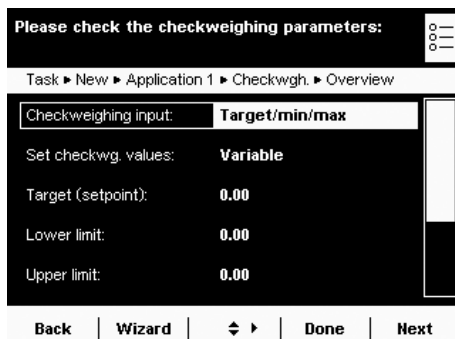 Please check the checkweighing parameters:
Task ▸ New ▸ Application 1 ▸ Checkwgh. ▸ Overview
Checkweighing input: Target/min/max
Set checkwg. values: Variable
Target (setpoint): 0.00
Lower limit: 0.00
Upper limit: 0.00
Back | Wizard | | Done | Next